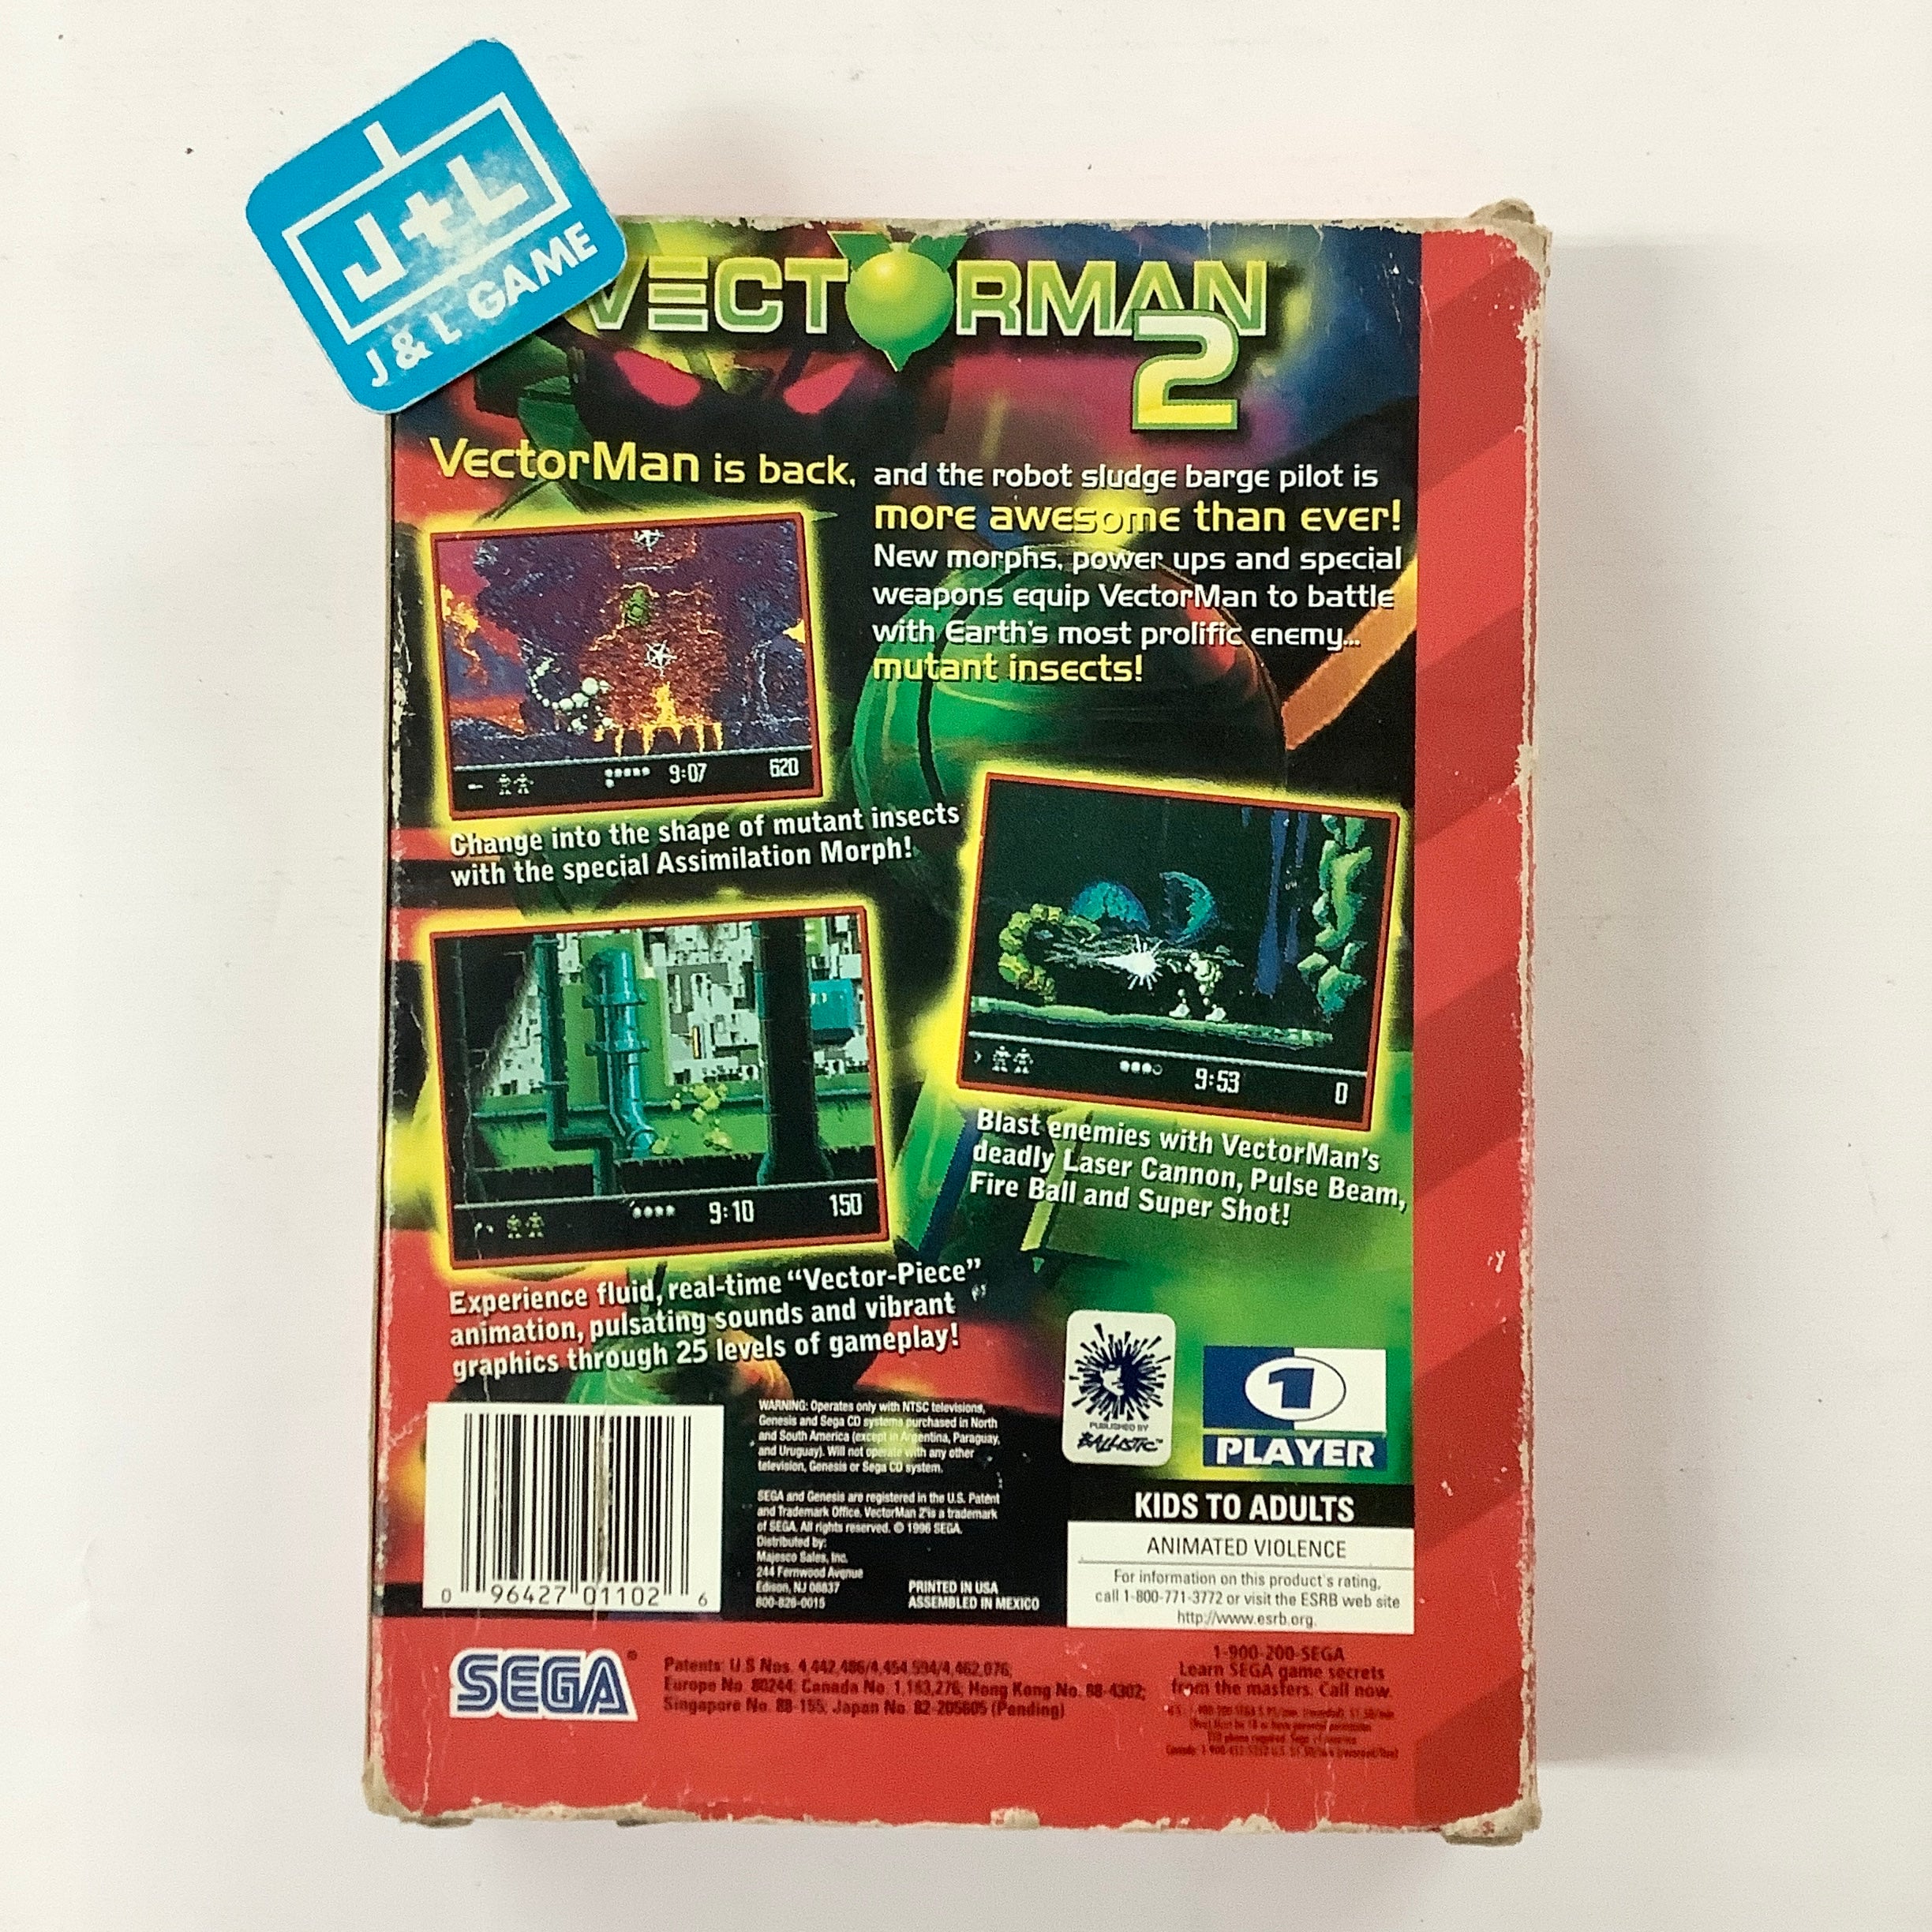 J+L
J & L GAME
VECTORMAN
2
VectorMan is back, and the robot sludge barge pilot is
more awesome than ever!
New morphs, power ups and special
weapons equip VectorMan to battle
with Earth's most prolific enemy...
mutant insects!
9:07 620
Change into the shape of mutant insects
with the special Assimilation Morph!
9:53 0
Blast enemies with VectorMan's
deadly Laser Cannon, Pulse Beam,
Fire Ball and Super Shot!
9:10 150
Experience fluid, real-time “Vector-Piece”
animation, pulsating sounds and vibrant
graphics through 25 levels of gameplay!
WARNING: Operates only with NTSC televisions,
Genesis and Sega CD systems purchased in North
and South America (except in Argentina, Paraguay,
and Uruguay). Will not operate with any other
television, Genesis or Sega CD system.
SEGA and Genesis are registered in the U.S. Patent
and Trademark Office. VectorMan 2 is a trademark
of SEGA. All rights reserved. © 1996 SEGA.
Distributed by:
Majesco Sales, Inc.
244 Fernwood Avenue
Edison, NJ 08837
800-826-0015
PRINTED IN USA
ASSEMBLED IN MEXICO
PUBLISHED BY
BALLISTIC™
1
PLAYER
KIDS TO ADULTS
ANIMATED VIOLENCE
For information on this product's rating,
call 1-800-771-3772 or visit the ESRB web site
http://www.esrb.org.
0 96427 01102 6
SEGA®
Patents: U.S Nos. 4,442,486/4,454,594/4,462,076;
Europe No. 80244; Canada No. 1,183,276; Hong Kong No. 88-4302;
Singapore No. 88-155; Japan No. 82-205605 (Pending)
1-900-200-SEGA
Learn SEGA game secrets
from the masters. Call now.